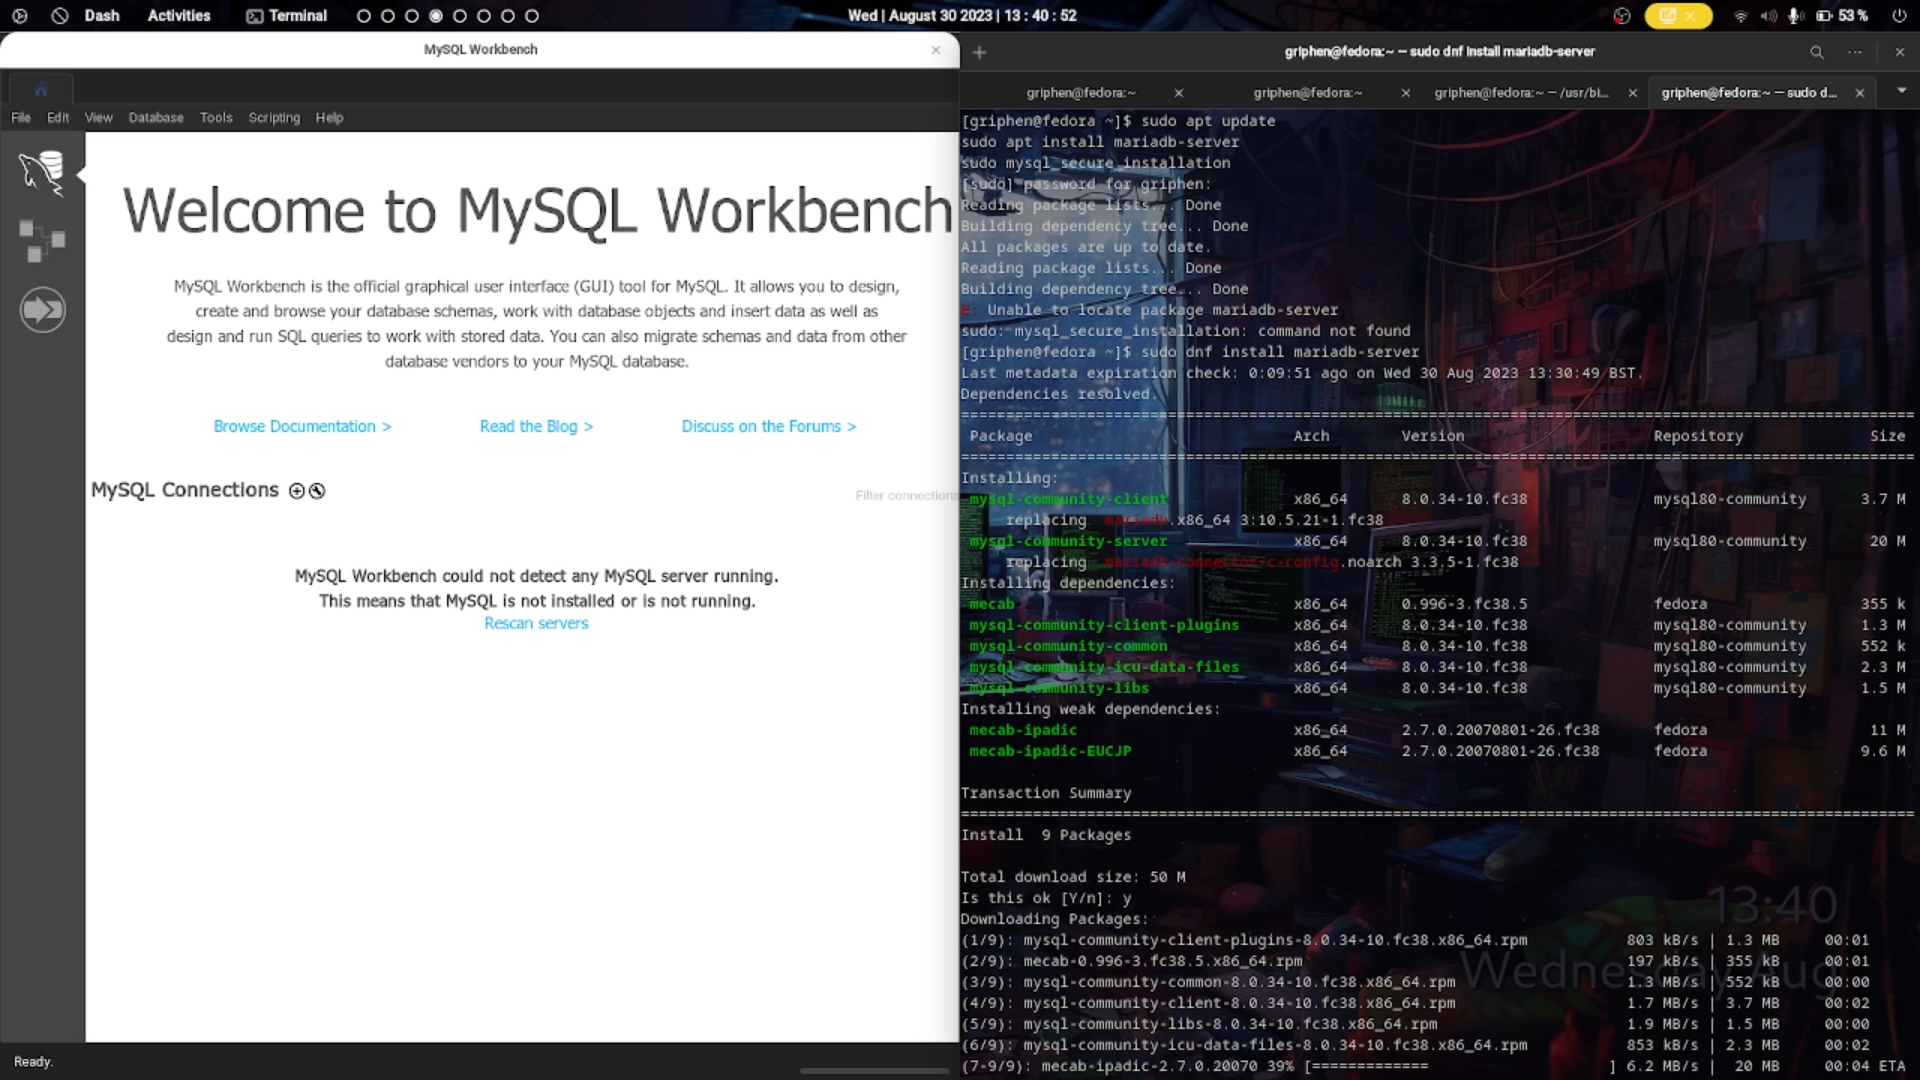 Dash Activities Terminal
Wed | August 30 2023 | 13 : 40 : 52
53 %
MySQL Workbench
File Edit View Database Tools Scripting Help
Welcome to MySQL Workbench
MySQL Workbench is the official graphical user interface (GUI) tool for MySQL. It allows you to design,
create and browse your database schemas, work with database objects and insert data as well as
design and run SQL queries to work with stored data. You can also migrate schemas and data from other
database vendors to your MySQL database.
Browse Documentation > Read the Blog > Discuss on the Forums >
MySQL Connections
Filter connections
MySQL Workbench could not detect any MySQL server running.
This means that MySQL is not installed or is not running.
Rescan servers
Ready.
griphen@fedora:~ — sudo dnf install mariadb-server
griphen@fedora:~ griphen@fedora:~ griphen@fedora:~ — /usr/bi... griphen@fedora:~ — sudo d...
[griphen@fedora ~]$ sudo apt update
sudo apt install mariadb-server
sudo mysql_secure_installation
[sudo] password for griphen:
Reading package lists... Done
Building dependency tree... Done
All packages are up to date.
Reading package lists... Done
Building dependency tree... Done
E: Unable to locate package mariadb-server
sudo: mysql_secure_installation: command not found
[griphen@fedora ~]$ sudo dnf install mariadb-server
Last metadata expiration check: 0:09:51 ago on Wed 30 Aug 2023 13:30:49 BST.
Dependencies resolved.
Package Arch Version Repository Size
Installing:
mysql-community-client x86_64 8.0.34-10.fc38 mysql80-community 3.7 M
replacing mariadb.x86_64 3:10.5.21-1.fc38
mysql-community-server x86_64 8.0.34-10.fc38 mysql80-community 20 M
replacing mariadb-connector-c-config.noarch 3.3.5-1.fc38
Installing dependencies:
mecab x86_64 0.996-3.fc38.5 fedora 355 k
mysql-community-client-plugins x86_64 8.0.34-10.fc38 mysql80-community 1.3 M
mysql-community-common x86_64 8.0.34-10.fc38 mysql80-community 552 k
mysql-community-icu-data-files x86_64 8.0.34-10.fc38 mysql80-community 2.3 M
mysql-community-libs x86_64 8.0.34-10.fc38 mysql80-community 1.5 M
Installing weak dependencies:
mecab-ipadic x86_64 2.7.0.20070801-26.fc38 fedora 11 M
mecab-ipadic-EUCJP x86_64 2.7.0.20070801-26.fc38 fedora 9.6 M
Transaction Summary
Install 9 Packages
Total download size: 50 M
Is this ok [Y/n]: y
Downloading Packages:
(1/9): mysql-community-client-plugins-8.0.34-10.fc38.x86_64.rpm 803 kB/s | 1.3 MB 00:01
(2/9): mecab-0.996-3.fc38.5.x86_64.rpm 197 kB/s | 355 kB 00:01
(3/9): mysql-community-common-8.0.34-10.fc38.x86_64.rpm 1.3 MB/s | 552 kB 00:00
(4/9): mysql-community-client-8.0.34-10.fc38.x86_64.rpm 1.7 MB/s | 3.7 MB 00:02
(5/9): mysql-community-libs-8.0.34-10.fc38.x86_64.rpm 1.9 MB/s | 1.5 MB 00:00
(6/9): mysql-community-icu-data-files-8.0.34-10.fc38.x86_64.rpm 853 kB/s | 2.3 MB 00:02
(7-9/9): mecab-ipadic-2.7.0.20070 39% [============= ] 6.2 MB/s | 20 MB 00:04 ETA
13:40
Wednesday Aug